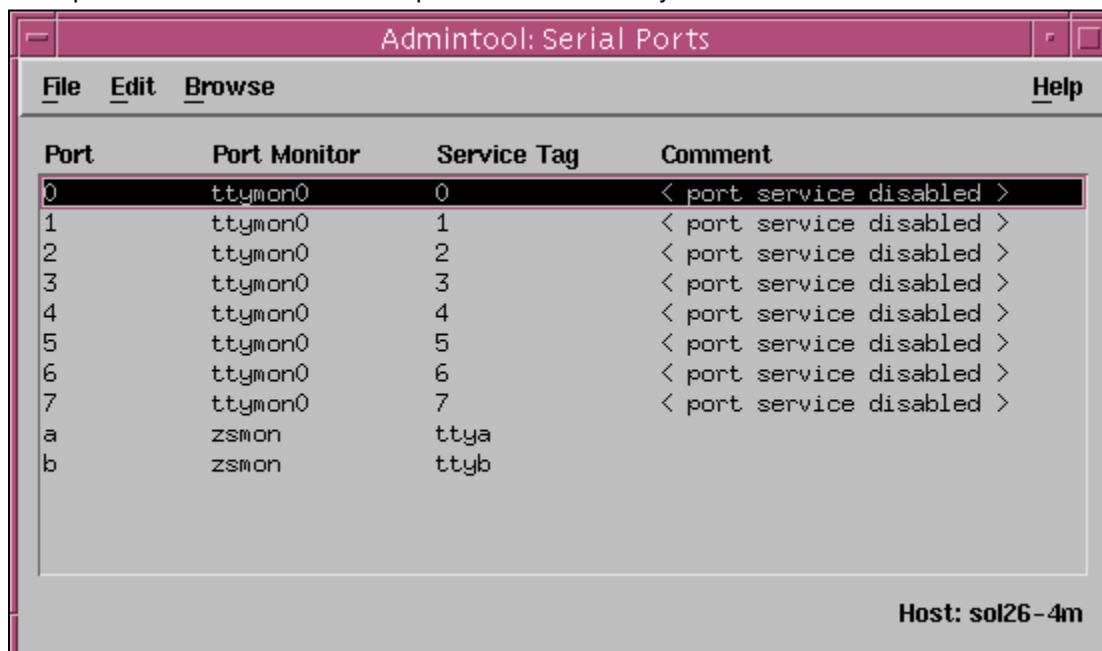 Admintool: Serial Ports
File Edit Browse Help
Port Port Monitor Service Tag Comment
0 ttymon0 0 < port service disabled >
1 ttymon0 1 < port service disabled >
2 ttymon0 2 < port service disabled >
3 ttymon0 3 < port service disabled >
4 ttymon0 4 < port service disabled >
5 ttymon0 5 < port service disabled >
6 ttymon0 6 < port service disabled >
7 ttymon0 7 < port service disabled >
a zsmon ttya
b zsmon ttyb
Host: sol26-4m